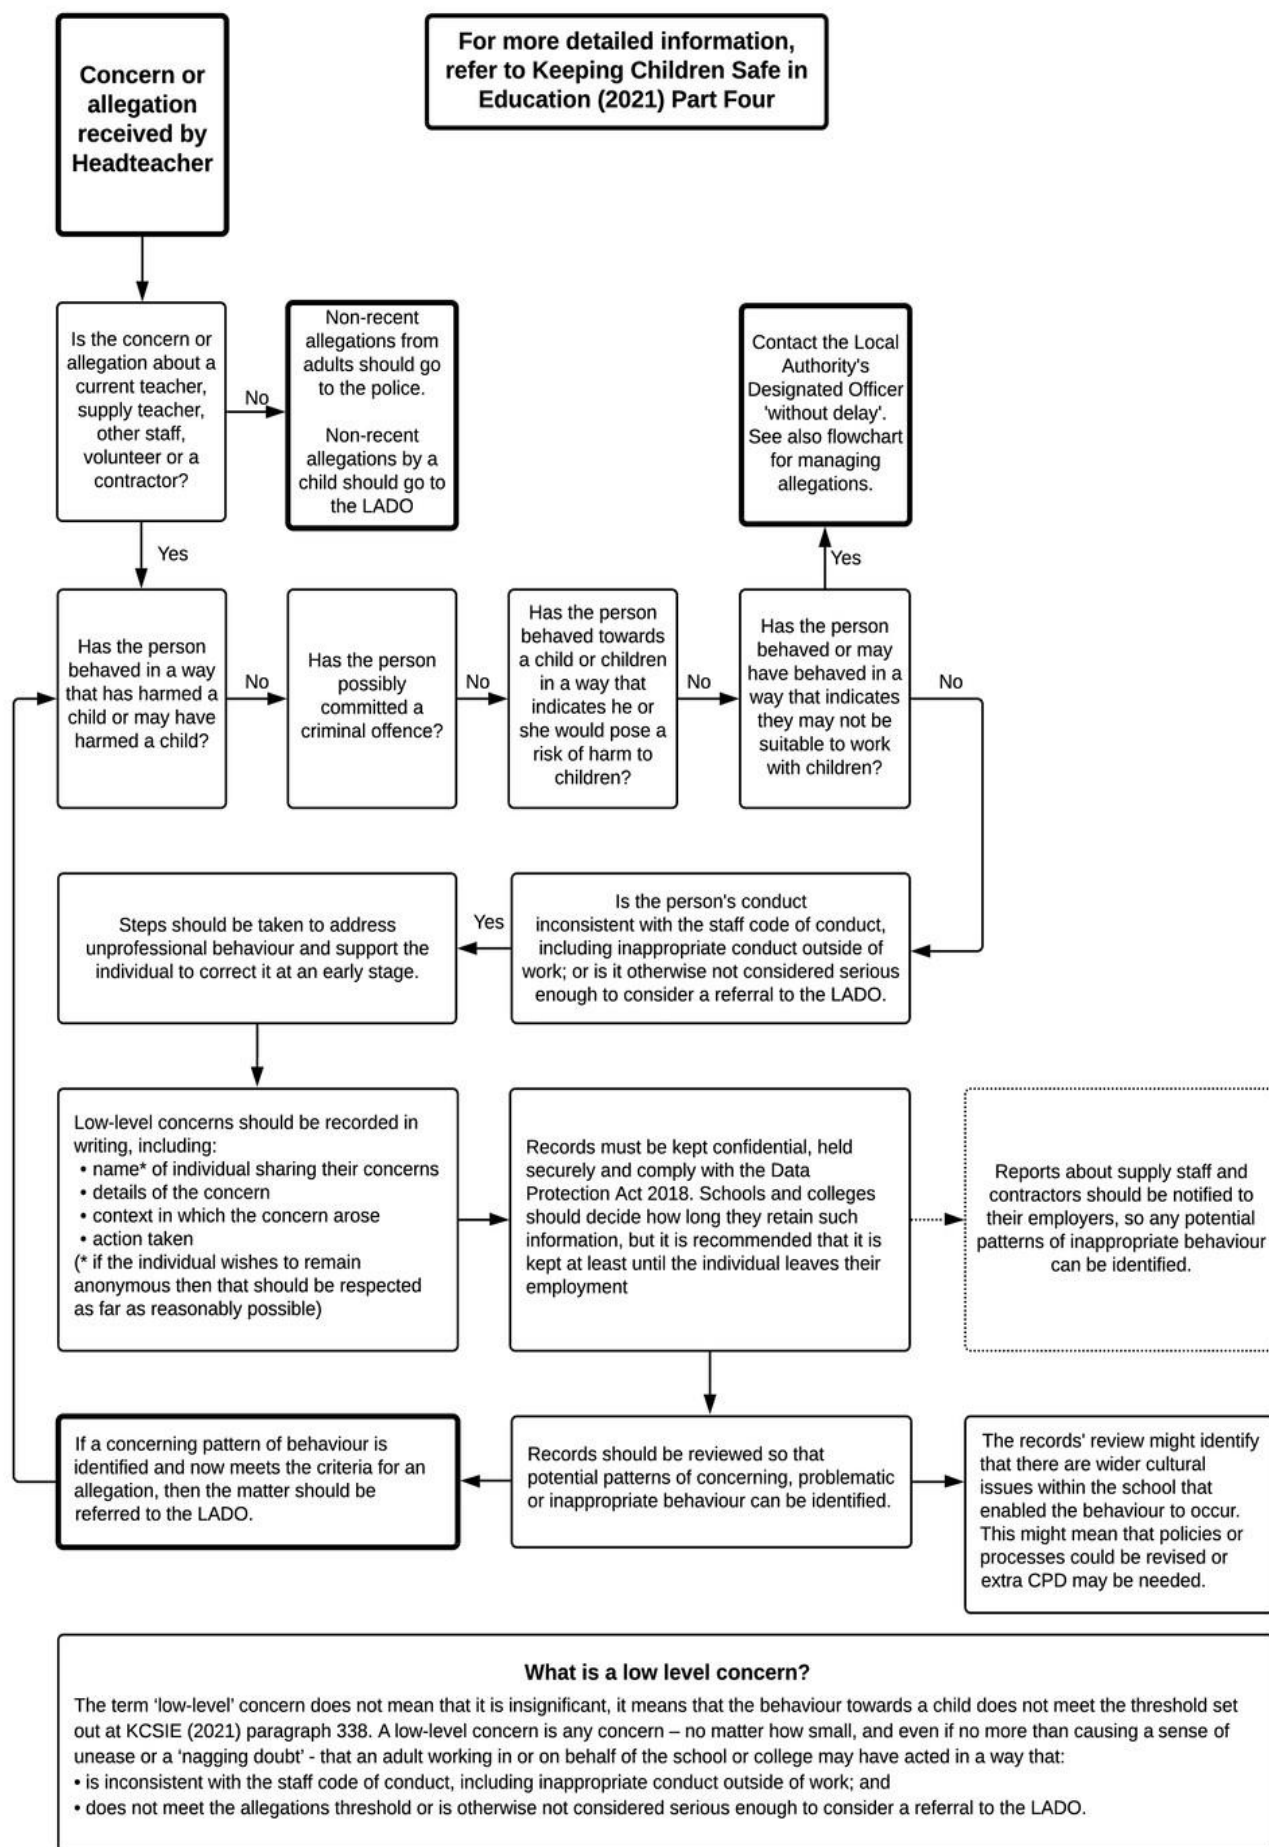 Concern or
allegation
received by
Headteacher
For more detailed information,
refer to Keeping Children Safe in
Education (2021) Part Four
Is the concern or
allegation about a
current teacher,
supply teacher,
other staff,
volunteer or a
contractor?
No
Non-recent
allegations from
adults should go
to the police.
Non-recent
allegations by a
child should go to
the LADO
Contact the Local
Authority's
Designated Officer
'without delay'.
See also flowchart
for managing
allegations.
Yes
Yes
Has the person
behaved in a way
that has harmed a
child or may have
harmed a child?
No
Has the person
possibly
committed a
criminal offence?
No
Has the person
behaved towards
a child or children
in a way that
indicates he or
she would pose a
risk of harm to
children?
No
Has the person
behaved or may
have behaved in a
way that indicates
they may not be
suitable to work
with children?
No
Steps should be taken to address
unprofessional behaviour and support the
individual to correct it at an early stage.
Yes
Is the person's conduct
inconsistent with the staff code of conduct,
including inappropriate conduct outside of
work; or is it otherwise not considered serious
enough to consider a referral to the LADO.
Low-level concerns should be recorded in
writing, including:
• name* of individual sharing their concerns
• details of the concern
• context in which the concern arose
• action taken
(* if the individual wishes to remain
anonymous then that should be respected
as far as reasonably possible)
Records must be kept confidential, held
securely and comply with the Data
Protection Act 2018. Schools and colleges
should decide how long they retain such
information, but it is recommended that it is
kept at least until the individual leaves their
employment
Reports about supply staff and
contractors should be notified to
their employers, so any potential
patterns of inappropriate behaviour
can be identified.
If a concerning pattern of behaviour is
identified and now meets the criteria for an
allegation, then the matter should be
referred to the LADO.
Records should be reviewed so that
potential patterns of concerning, problematic
or inappropriate behaviour can be identified.
The records' review might identify
that there are wider cultural
issues within the school that
enabled the behaviour to occur.
This might mean that policies or
processes could be revised or
extra CPD may be needed.
What is a low level concern?
The term ‘low-level’ concern does not mean that it is insignificant, it means that the behaviour towards a child does not meet the threshold set
out at KCSIE (2021) paragraph 338. A low-level concern is any concern – no matter how small, and even if no more than causing a sense of
unease or a ‘nagging doubt’ - that an adult working in or on behalf of the school or college may have acted in a way that:
• is inconsistent with the staff code of conduct, including inappropriate conduct outside of work; and
• does not meet the allegations threshold or is otherwise not considered serious enough to consider a referral to the LADO.